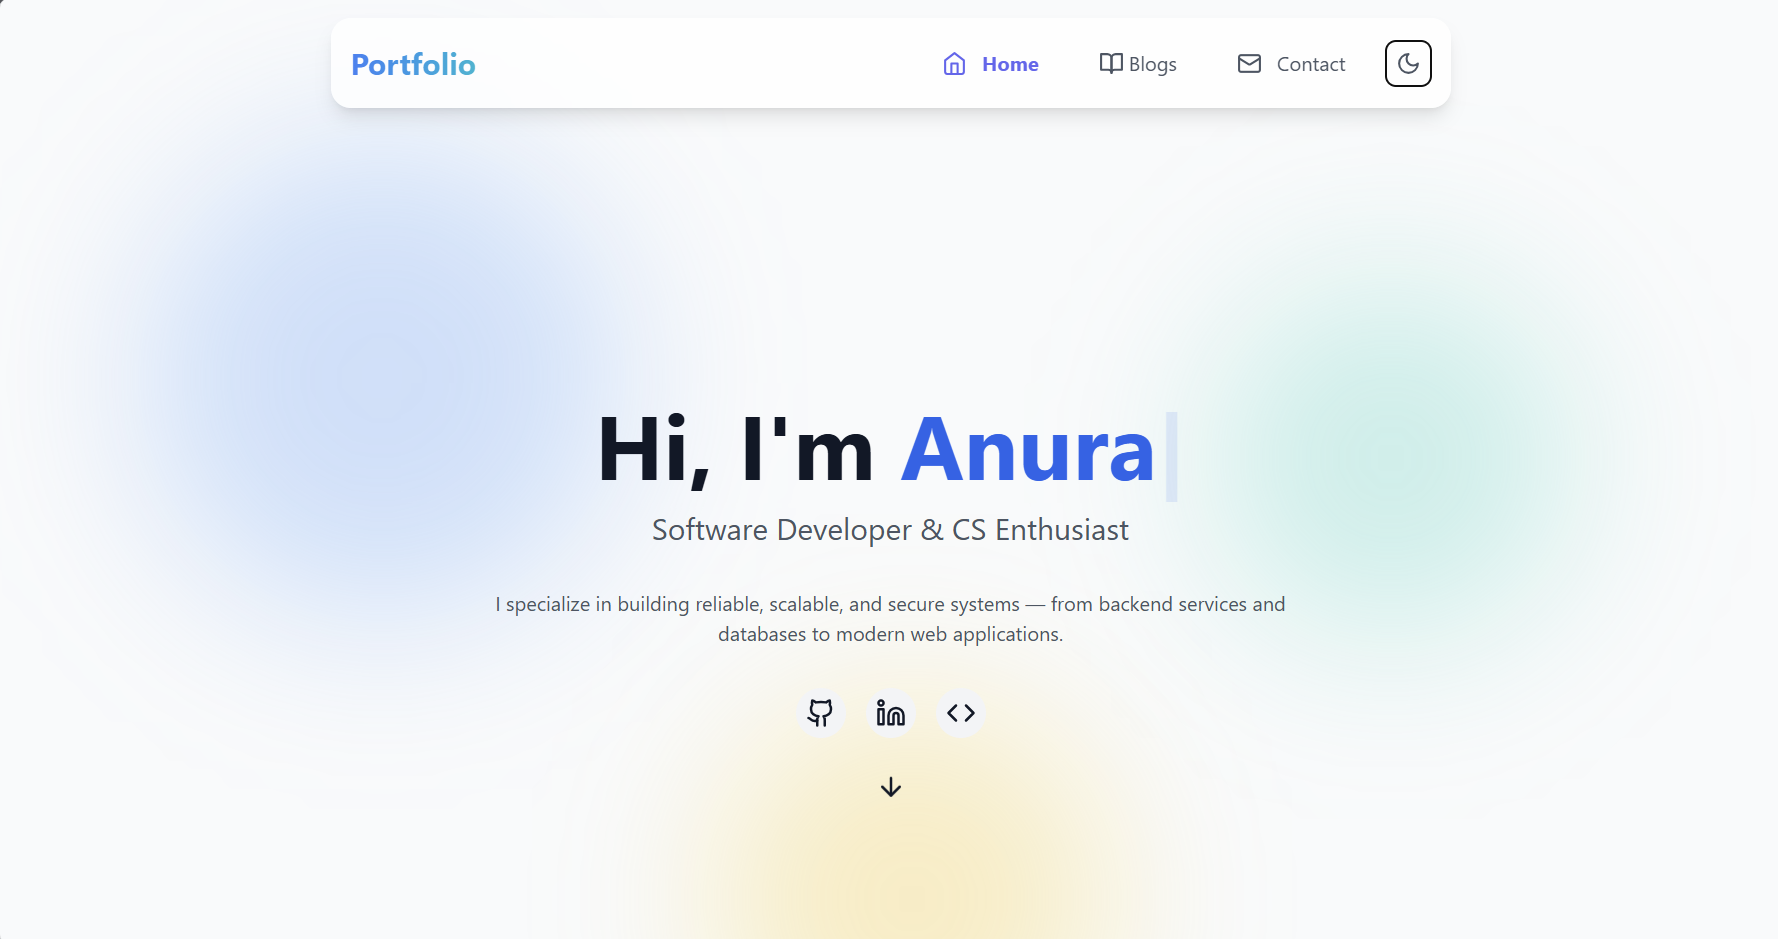 Portfolio
Home
Blogs
Contact
Hi, I'm Anura
Software Developer & CS Enthusiast
I specialize in building reliable, scalable, and secure systems — from backend services and
databases to modern web applications.